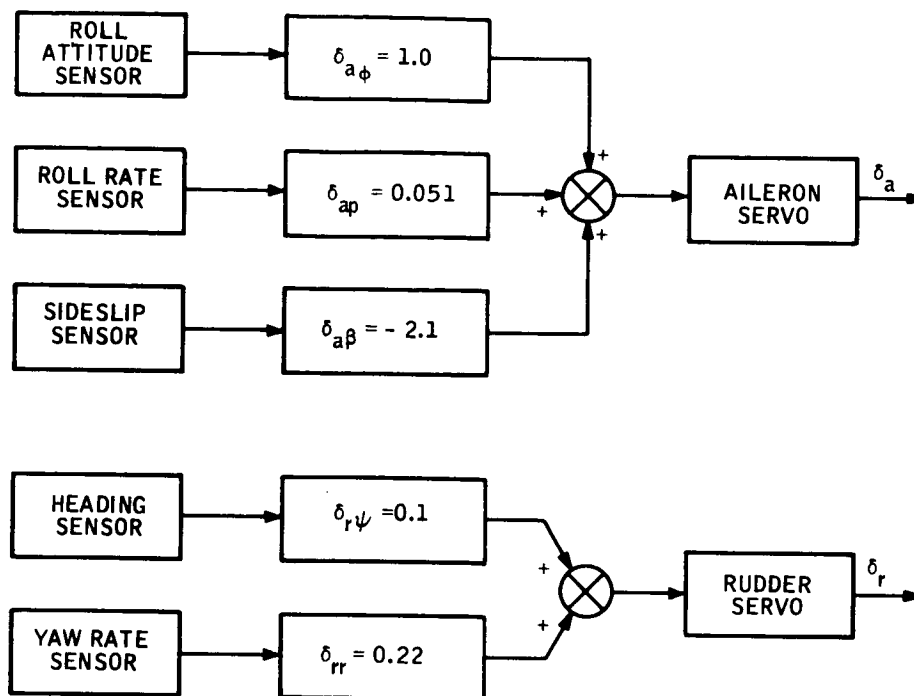 ROLL
ATTITUDE
SENSOR
δaϕ = 1.0
+
ROLL RATE
SENSOR
δap = 0.051
+
+
AILERON
SERVO
δa
SIDESLIP
SENSOR
δaβ = - 2.1
HEADING
SENSOR
δrψ = 0.1
+
RUDDER
SERVO
δr
+
YAW RATE
SENSOR
δrr = 0.22